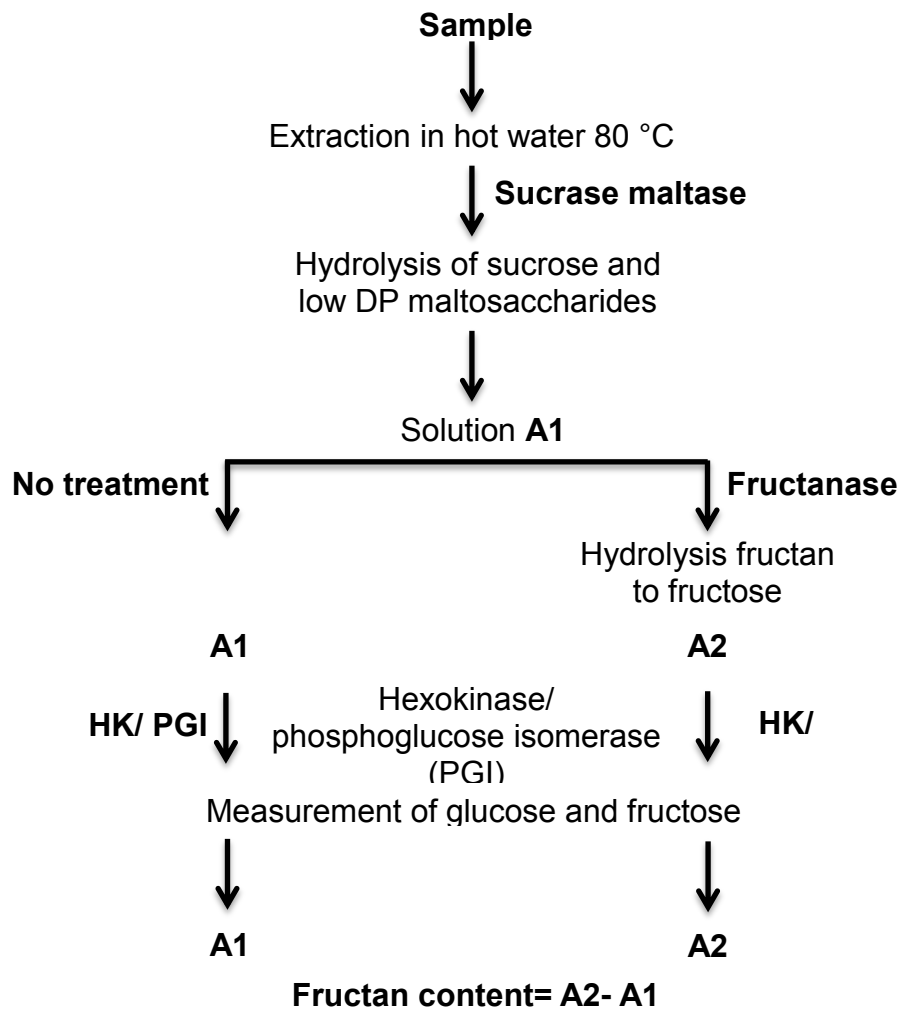 Sample
Extraction in hot water 80 °C
Sucrase maltase
Hydrolysis of sucrose and
low DP maltosaccharides
Solution A1
No treatment
Fructanase
Hydrolysis fructan
to fructose
A1
A2
HK/ PGI
Hexokinase/
phosphoglucose isomerase
(PGI)
HK/
Measurement of glucose and fructose
A1
A2
Fructan content= A2- A1